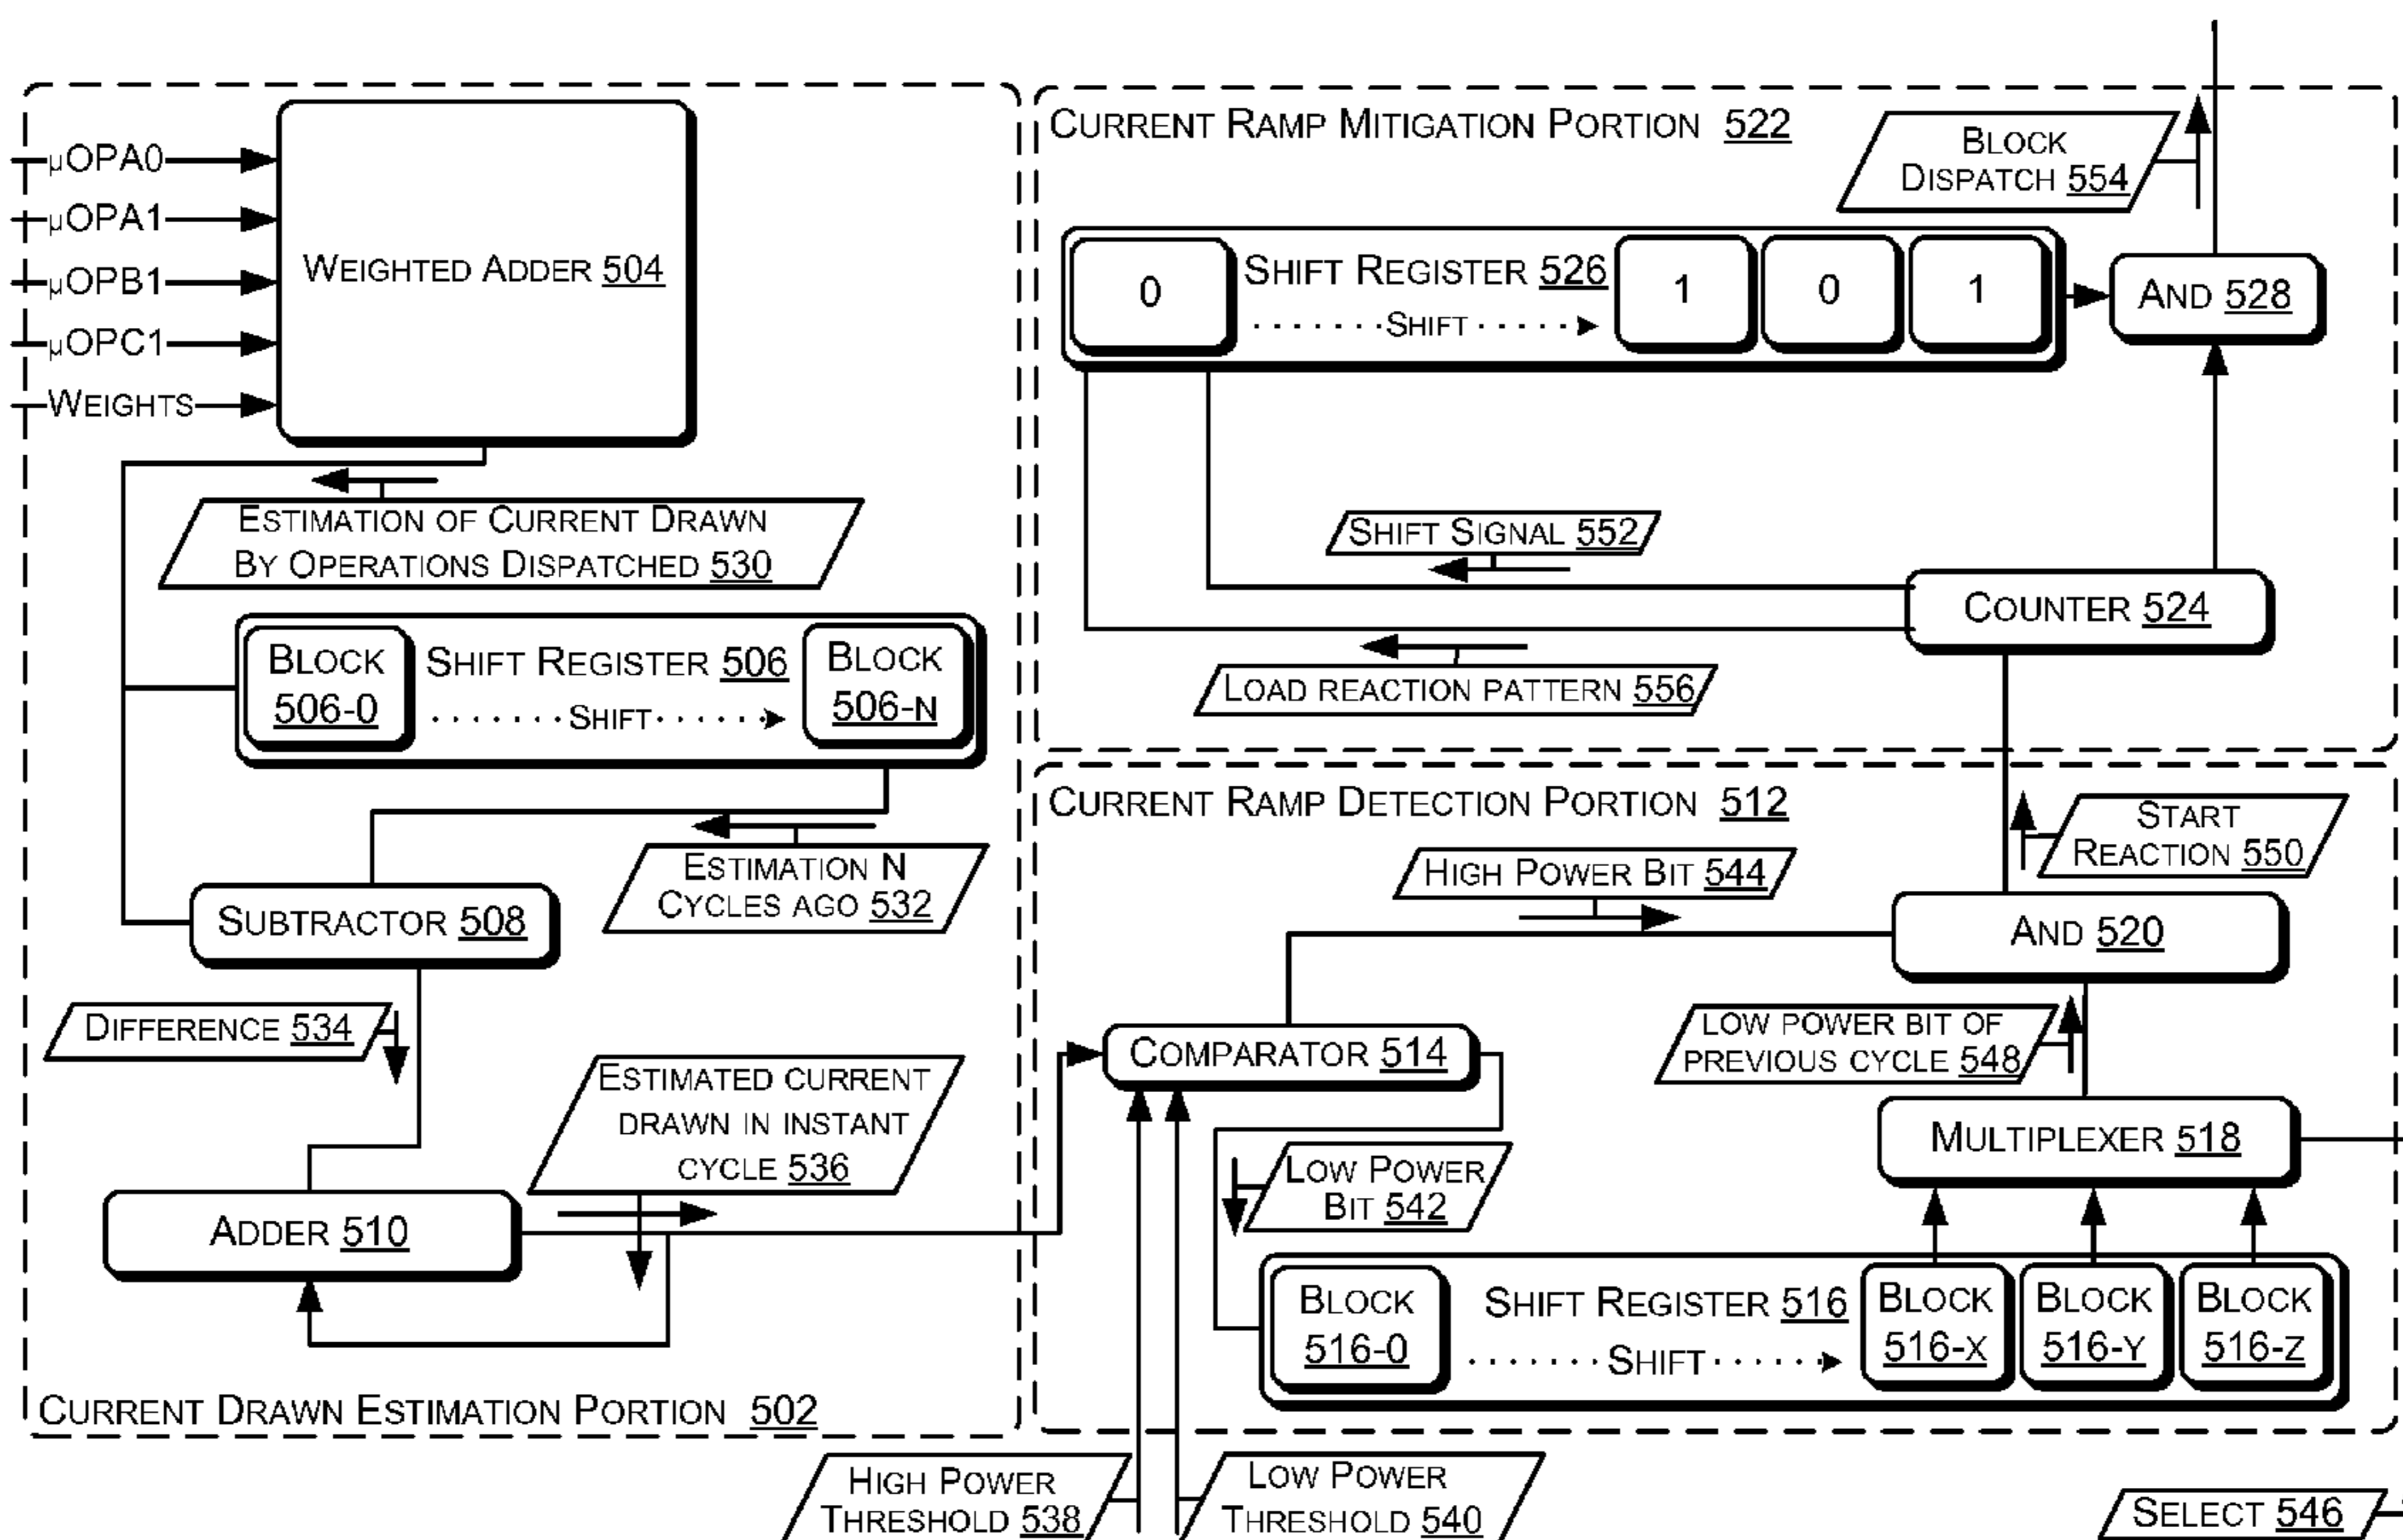 µOPA0
µOPA1
µOPB1
µOPC1
WEIGHTS
WEIGHTED ADDER 504
ESTIMATION OF CURRENT DRAWN
BY OPERATIONS DISPATCHED 530
BLOCK
506-0
SHIFT REGISTER 506
SHIFT
BLOCK
506-N
ESTIMATION N
CYCLES AGO 532
SUBTRACTOR 508
DIFFERENCE 534
ESTIMATED CURRENT
DRAWN IN INSTANT
CYCLE 536
ADDER 510
CURRENT DRAWN ESTIMATION PORTION 502
CURRENT RAMP MITIGATION PORTION 522
BLOCK
DISPATCH 554
0
SHIFT REGISTER 526
SHIFT
1
0
1
AND 528
SHIFT SIGNAL 552
COUNTER 524
LOAD REACTION PATTERN 556
CURRENT RAMP DETECTION PORTION 512
START
REACTION 550
HIGH POWER BIT 544
AND 520
LOW POWER BIT OF
PREVIOUS CYCLE 548
COMPARATOR 514
MULTIPLEXER 518
LOW POWER
BIT 542
BLOCK
516-0
SHIFT REGISTER 516
SHIFT
BLOCK
516-X
BLOCK
516-Y
BLOCK
516-Z
HIGH POWER
THRESHOLD 538
LOW POWER
THRESHOLD 540
SELECT 546